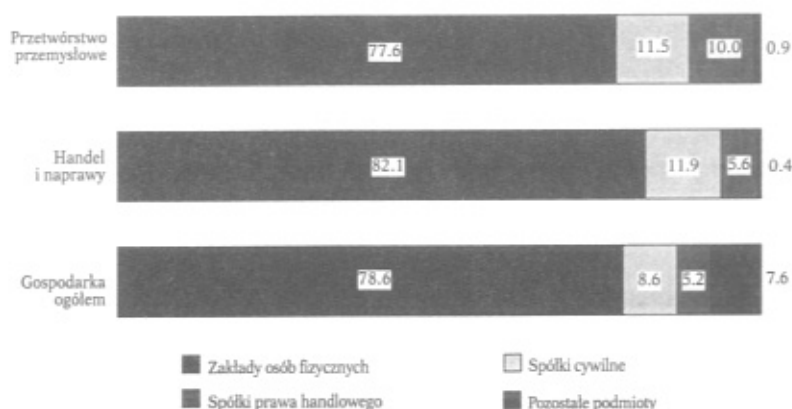 Przetwórstwo
przemysłowe
77.6
11.5
10.0
0.9
Handel
i naprawy
82.1
11.9
5.6
0.4
Gospodarka
ogółem
78.6
8.6
5.2
7.6
Zakłady osób fizycznych
Spółki cywilne
Spółki prawa handlowego
Pozostałe podmioty